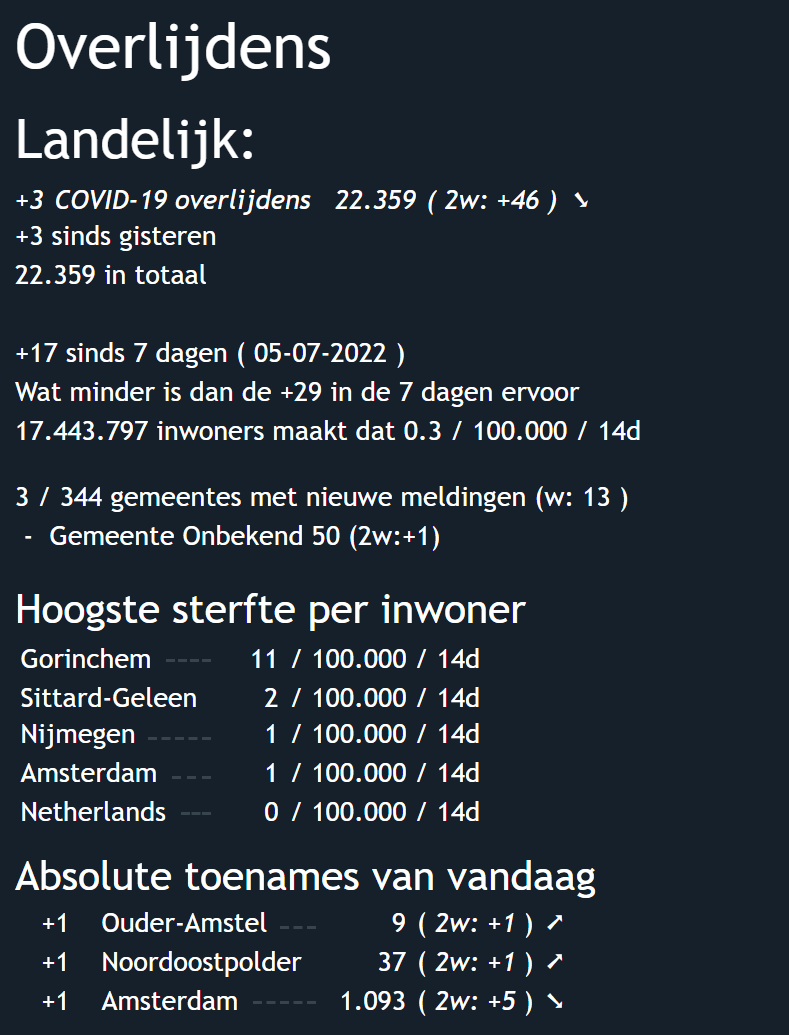 Overlijdens
Landelijk:
+3 COVID-19 overlijdens 22.359 ( 2w: +46 ) ➘
+3 sinds gisteren
22.359 in totaal
+17 sinds 7 dagen ( 05-07-2022 )
Wat minder is dan de +29 in de 7 dagen ervoor
17.443.797 inwoners maakt dat 0.3 / 100.000 / 14d
3 / 344 gemeentes met nieuwe meldingen (w: 13 )
- Gemeente Onbekend 50 (2w:+1)
Hoogste sterfte per inwoner
Gorinchem ---- 11 / 100.000 / 14d
Sittard-Geleen 2 / 100.000 / 14d
Nijmegen ----- 1 / 100.000 / 14d
Amsterdam --- 1 / 100.000 / 14d
Netherlands --- 0 / 100.000 / 14d
Absolute toenames van vandaag
+1 Ouder-Amstel --- 9 ( 2w: +1 ) ➚
+1 Noordoostpolder 37 ( 2w: +1 ) ➚
+1 Amsterdam ----- 1.093 ( 2w: +5 ) ➘